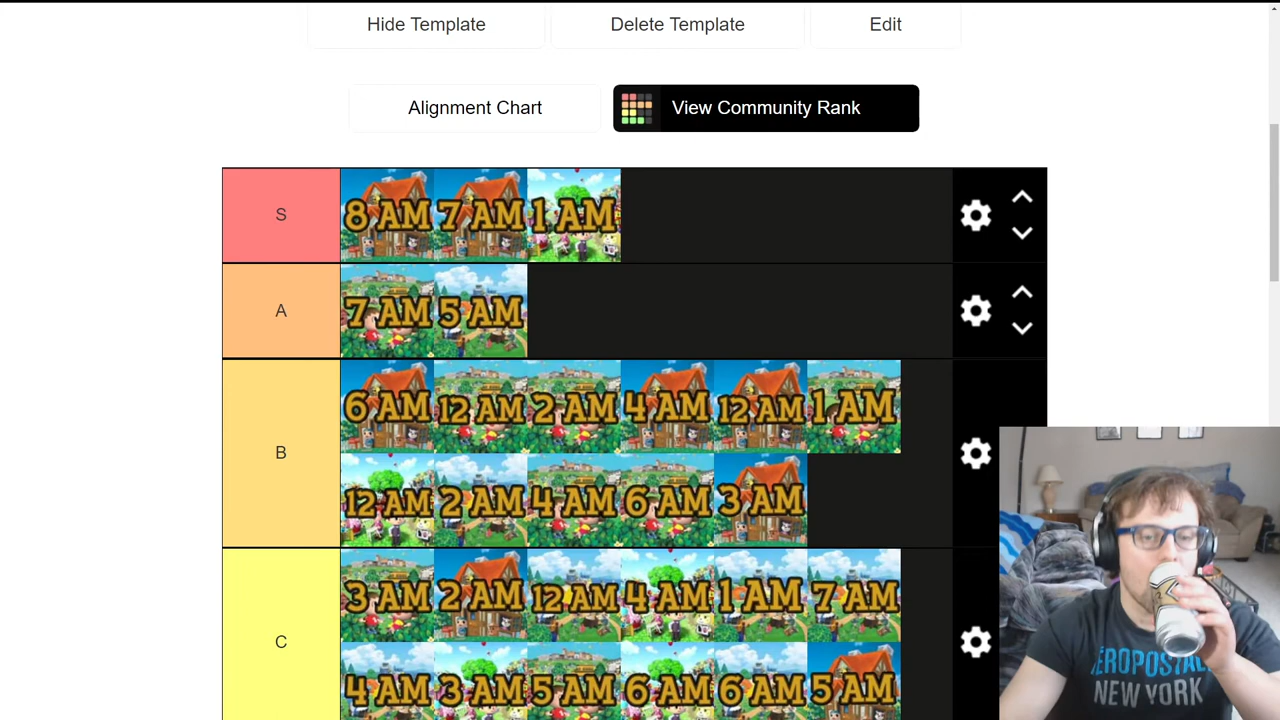 Hide Template Delete Template Edit
Alignment Chart View Community Rank
S 8 AM 7 AM 1 AM
A 7 AM 5 AM
B 6 AM 12 AM 2 AM 4 AM 12 AM 1 AM
12 AM 2 AM 4 AM 6 AM 3 AM
C 3 AM 2 AM 12 AM 4 AM 1 AM 7 AM
4 AM 3 AM 5 AM 6 AM 6 AM 5 AM
ÉROPOSTAL
NEW YORK